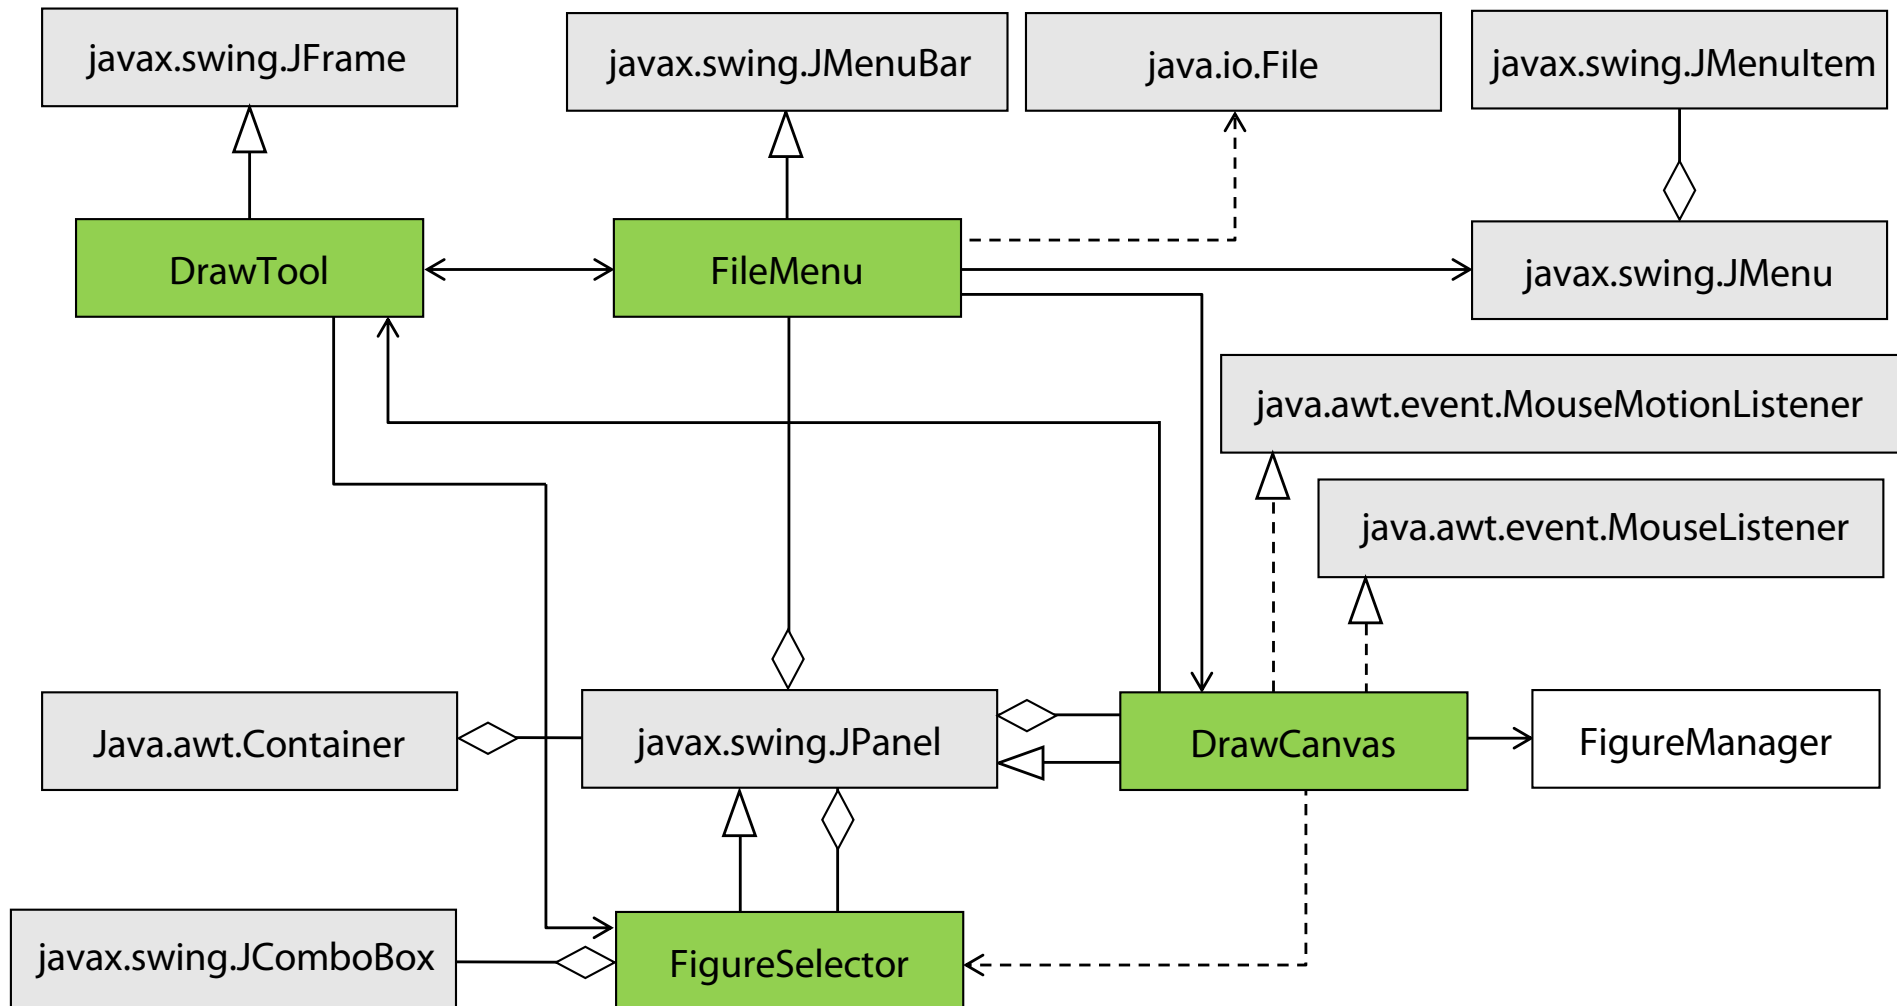 javax.swing.JFrame
javax.swing.JMenuBar
java.io.File
javax.swing.JMenuItem
DrawTool
FileMenu
javax.swing.JMenu
java.awt.event.MouseMotionListener
java.awt.event.MouseListener
Java.awt.Container
javax.swing.JPanel
DrawCanvas
FigureManager
javax.swing.JComboBox
FigureSelector